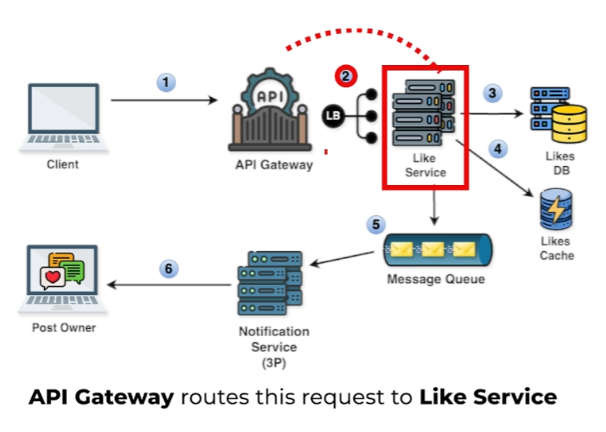 1
2
3
4
5
6
API
LB
Client
API Gateway
Like
Service
Likes
DB
Likes
Cache
Message Queue
Post Owner
Notification
Service
(3P)
API Gateway routes this request to Like Service